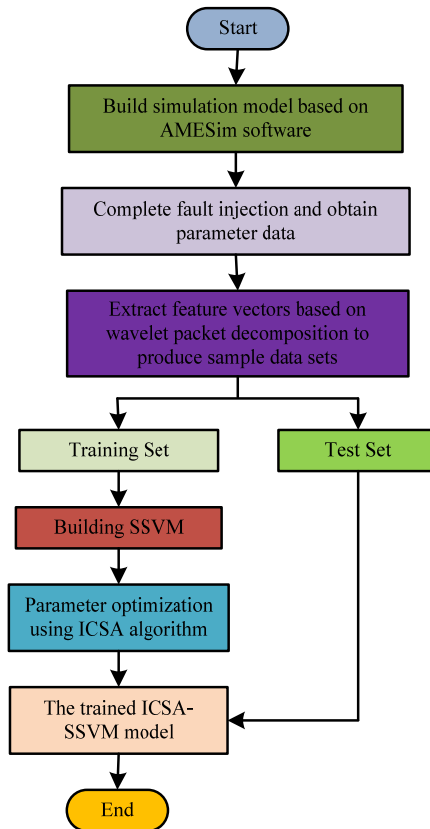 Start
Build simulation model based on
AMESim software
Complete fault injection and obtain
parameter data
Extract feature vectors based on
wavelet packet decomposition to
produce sample data sets
Training Set
Test Set
Building SSVM
Parameter optimization
using ICSA algorithm
The trained ICSA-
SSVM model
End